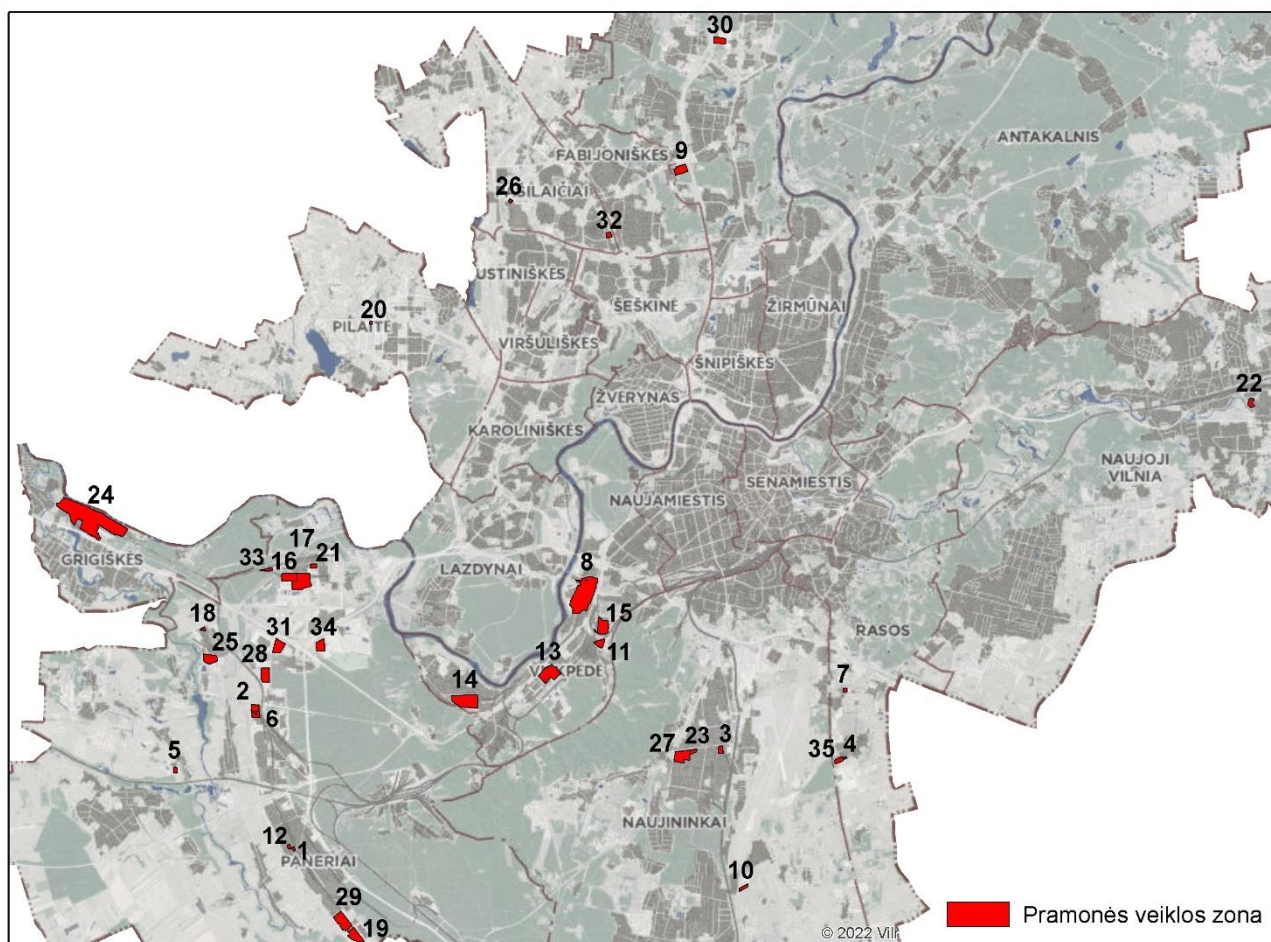 30
ANTAKALNIS
9
FABIJONIŠKĖS
26
SILAIČIAI
32
USTINIŠKĖS
20
PILAITĖ
ŠEŠKINĖ
ŽIRMŪNAI
VIRŠULIŠKĖS
ŠNIPIŠKĖS
22
ŽVĖRYNAS
KAROLINIŠKĖS
NAUJOJI
VILNIA
24
SENAMIESTIS
NAUJAMIESTIS
17
GRIGIŠKĖS
33 16 21
LAZDYNAI
8
18
15
RASOS
31 34
25
11
28
13
VILKPĖDĖ
7
14
2
6
5
27 23 3
35 4
NAUJININKAI
12
1
PANERIAI
10
29
19
Pramonės veiklos zona
© 2022 Vil